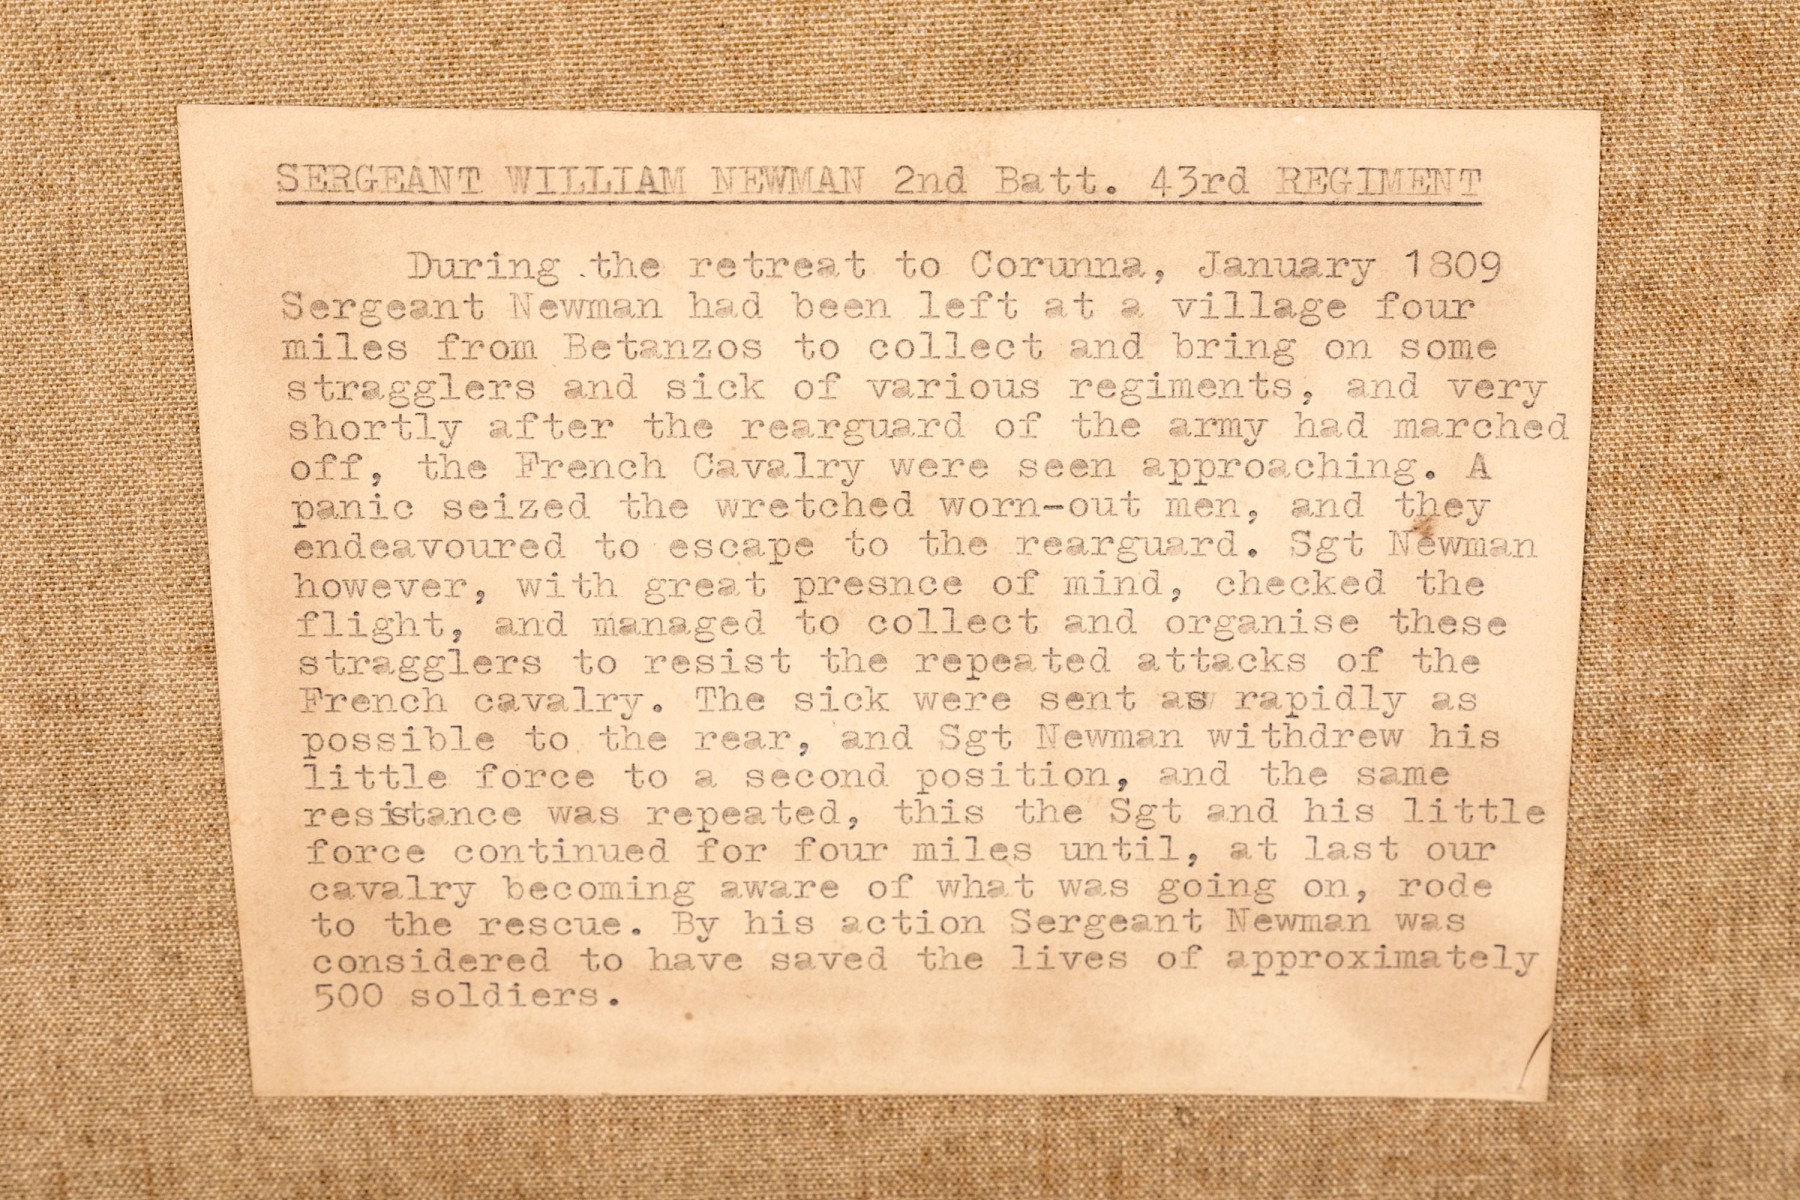 SERGEANT WILLIAM NEWMAN 2nd Batt. 43rd REGIMENT
During the retreat to Corunna, January 1809
Sergeant Newman had been left at a village four
miles from Betanzos to collect and bring on some
stragglers and sick of various regiments, and very
shortly after the rearguard of the army had marched
off, the French Cavalry were seen approaching. A
panic seized the wretched worn-out men, and they
endeavoured to escape to the rearguard. Sgt Newman
however, with great presnce of mind, checked the
flight, and managed to collect and organise these
stragglers to resist the repeated attacks of the
French cavalry. The sick were sent as rapidly as
possible to the rear, and Sgt Newman withdrew his
little force to a second position, and the same
resistance was repeated, this the Sgt and his little
force continued for four miles until, at last our
cavalry becoming aware of what was going on, rode
to the rescue. By his action Sergeant Newman was
considered to have saved the lives of approximately
500 soldiers.